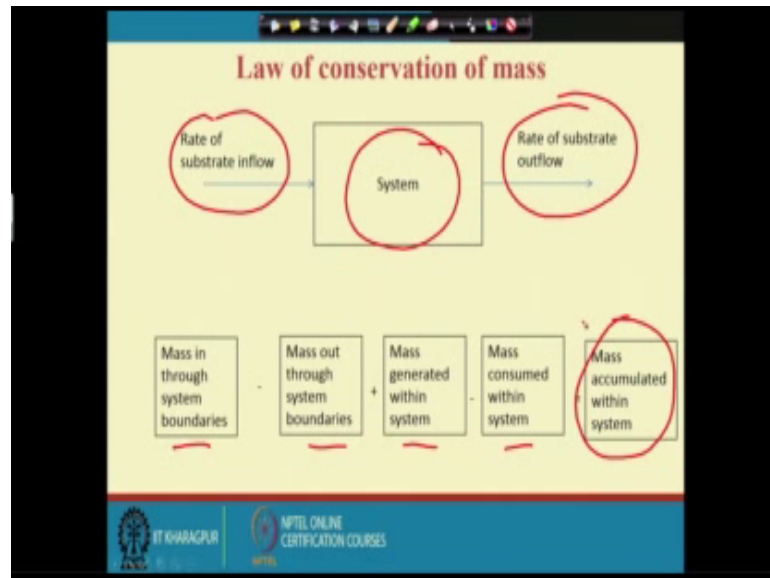 Law of conservation of mass
Rate of
substrate inflow
System
Rate of substrate
outflow
Mass in
through
system
boundaries
-
Mass out
through
system
boundaries
+
Mass
generated
within
system
-
Mass
consumed
within
system
Mass
accumulated
within
system
IIT KHARAGPUR
NPTEL ONLINE
CERTIFICATION COURSES
NPTEL